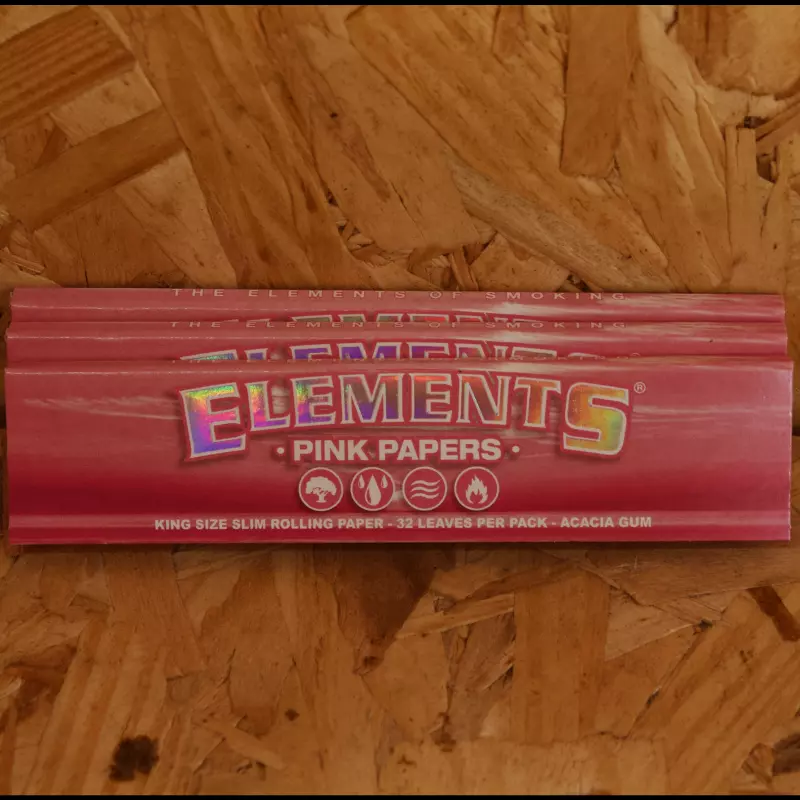 THE ELEMENTS OF SMOKING
THE ELEMENTS OF SMOKING
ELEMENTS
ELEMENTS®
· PINK PAPERS ·
KING SIZE SLIM ROLLING PAPER - 32 LEAVES PER PACK - ACACIA GUM